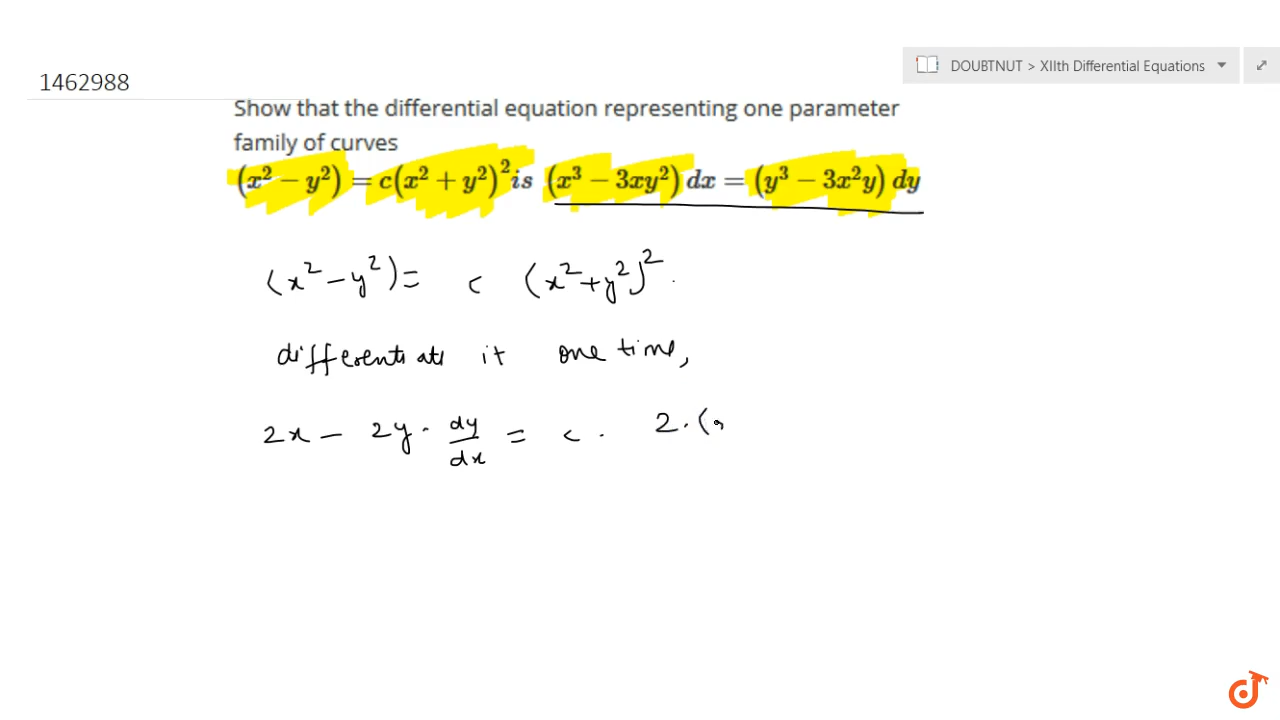 1462988
DOUBTNUT > XIIth Differential Equations
Show that the differential equation representing one parameter
family of curves
(x² − y²) = c(x² + y²)² is (x³ − 3xy²) dx = (y³ − 3x²y) dy
(x² − y²) = c (x² + y²)².
differentiate it one time,
2x − 2y · dy/dx = c · 2 · (